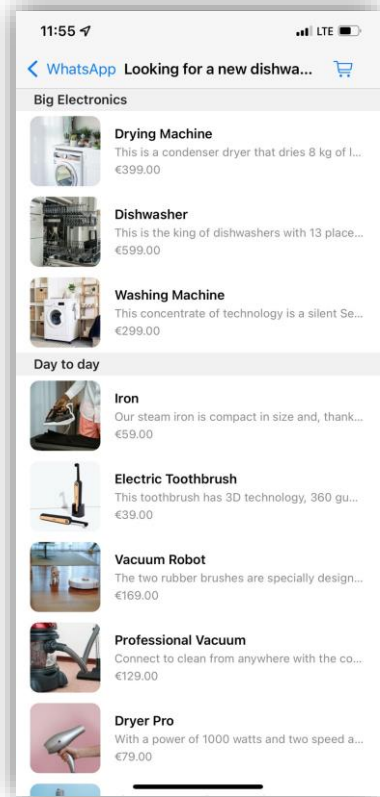 11:55 LTE
WhatsApp Looking for a new dishwa...
Big Electronics
Drying Machine
This is a condenser dryer that dries 8 kg of l...
€399.00
Dishwasher
This is the king of dishwashers with 13 place...
€599.00
Washing Machine
This concentrate of technology is a silent Se...
€299.00
Day to day
Iron
Our steam iron is compact in size and, thank...
€59.00
Electric Toothbrush
This toothbrush has 3D technology, 360 gu...
€39.00
Vacuum Robot
The two rubber brushes are specially design...
€169.00
Professional Vacuum
Connect to clean from anywhere with the co...
€129.00
Dryer Pro
With a power of 1000 watts and two speed a...
€79.00